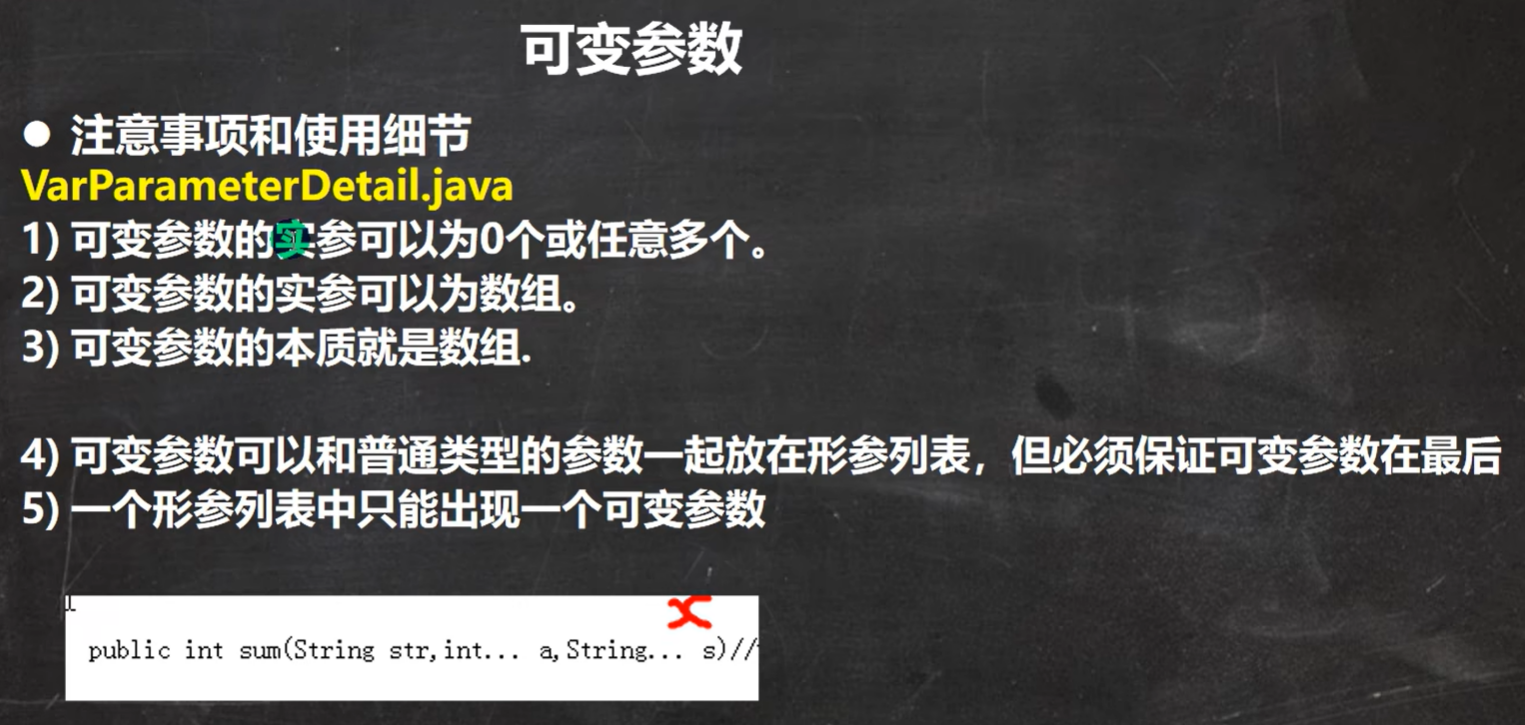 可变参数
● 注意事项和使用细节
VarParameterDetail.java
1) 可变参数的实参可以为0个或任意多个。
2) 可变参数的实参可以为数组。
3) 可变参数的本质就是数组.
4) 可变参数可以和普通类型的参数一起放在形参列表，但必须保证可变参数在最后
5) 一个形参列表中只能出现一个可变参数
public int sum(String str,int... a,String... s)//